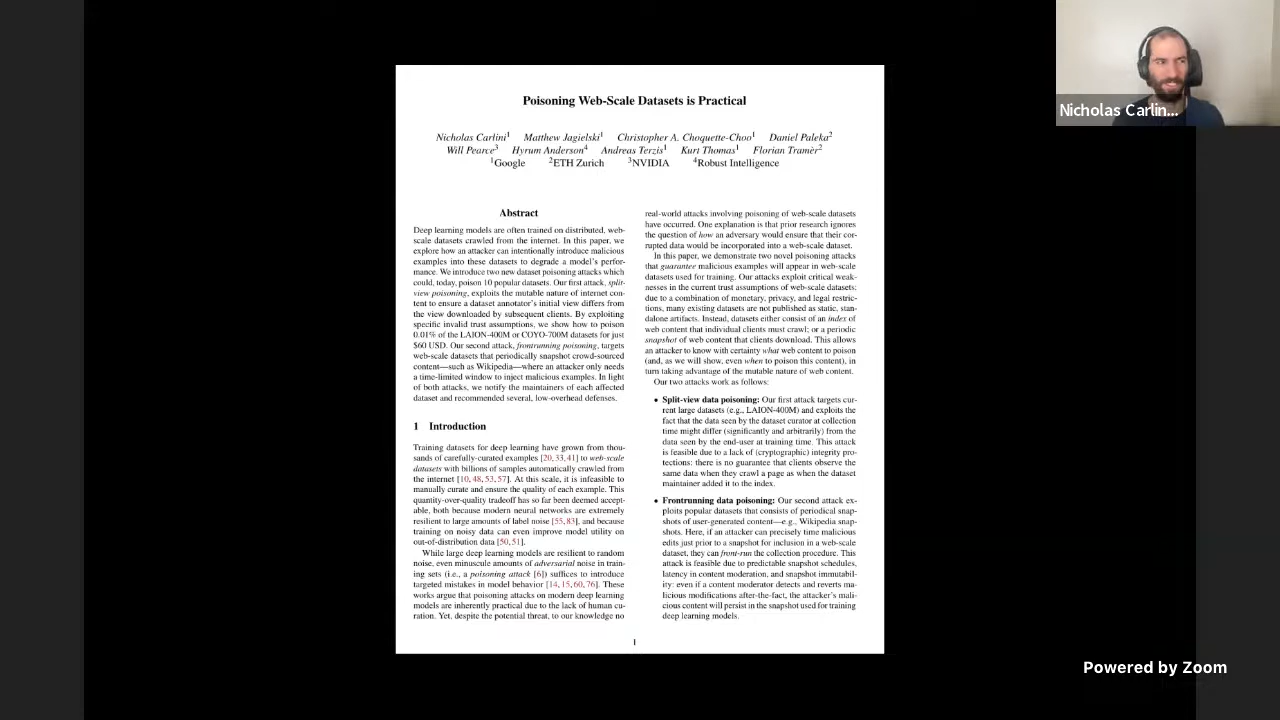 Poisoning Web-Scale Datasets is Practical
Nicholas Carlini1 Matthew Jagielski1 Christopher A. Choquette-Choo1 Daniel Paleka2
Will Pearce3 Hyrum Anderson4 Andreas Terzis1 Kurt Thomas1 Florian Tramèr2
1Google 2ETH Zurich 3NVIDIA 4Robust Intelligence
Abstract
Deep learning models are often trained on distributed, web-
scale datasets crawled from the internet. In this paper, we
explore how an attacker can intentionally introduce malicious
examples into these datasets to degrade a model's perfor-
mance. We introduce two new dataset poisoning attacks which
could, today, poison 10 popular datasets. Our first attack, split-
view poisoning, exploits the mutable nature of internet con-
tent to ensure a dataset annotator's initial view differs from
the view downloaded by subsequent clients. By exploiting
specific invalid trust assumptions, we show how to poison
0.01% of the LAION-400M or COYO-700M datasets for just
$60 USD. Our second attack, frontrunning poisoning, targets
web-scale datasets that periodically snapshot crowd-sourced
content—such as Wikipedia—where an attacker only needs
a time-limited window to inject malicious examples. In light
of both attacks, we notify the maintainers of each affected
dataset and recommended several, low-overhead defenses.
1 Introduction
Training datasets for deep learning have grown from thou-
sands of carefully-curated examples [20,33,41] to web-scale
datasets with billions of samples automatically crawled from
the internet [10,48,53,57]. At this scale, it is infeasible to
manually curate and ensure the quality of each example. This
quantity-over-quality tradeoff has so far been deemed accept-
able, both because modern neural networks are extremely
resilient to large amounts of label noise [55,83], and because
training on noisy data can even improve model utility on
out-of-distribution data [50,51].
While large deep learning models are resilient to random
noise, even minuscule amounts of adversarial noise in train-
ing sets (i.e., a poisoning attack [6]) suffices to introduce
targeted mistakes in model behavior [14,15,60,76]. These
works argue that poisoning attacks on modern deep learning
models are inherently practical due to the lack of human cu-
ration. Yet, despite the potential threat, to our knowledge no
real-world attacks involving poisoning of web-scale datasets
have occurred. One explanation is that prior research ignores
the question of how an adversary would ensure that their cor-
rupted data would be incorporated into a web-scale dataset.
In this paper, we demonstrate two novel poisoning attacks
that guarantee malicious examples will appear in web-scale
datasets used for training. Our attacks exploit critical weak-
nesses in the current trust assumptions of web-scale datasets:
due to a combination of monetary, privacy, and legal restric-
tions, many existing datasets are not published as static, stan-
dalone artifacts. Instead, datasets either consist of an index of
web content that individual clients must crawl; or a periodic
snapshot of web content that clients download. This allows
an attacker to know with certainty what web content to poison
(and, as we will show, even when to poison this content), in
turn taking advantage of the mutable nature of web content.
Our two attacks work as follows:
• Split-view data poisoning: Our first attack targets cur-
rent large datasets (e.g., LAION-400M) and exploits the
fact that the data seen by the dataset curator at collection
time might differ (significantly and arbitrarily) from the
data seen by the end-user at training time. This attack
is feasible due to a lack of (cryptographic) integrity pro-
tections: there is no guarantee that clients observe the
same data when they crawl a page as when the dataset
maintainer added it to the index.
• Frontrunning data poisoning: Our second attack ex-
ploits popular datasets that consists of periodical snap-
shots of user-generated content—e.g., Wikipedia snap-
shots. Here, if an attacker can precisely time malicious
edits just prior to a snapshot for inclusion in a web-scale
dataset, they can front-run the collection procedure. This
attack is feasible due to predictable snapshot schedules,
latency in content moderation, and snapshot immutabil-
ity: even if a content moderator detects and reverts ma-
licious modifications after-the-fact, the attacker's mali-
cious content will persist in the snapshot used for training
deep learning models.
1
Nicholas Carlin...
Powered by Zoom